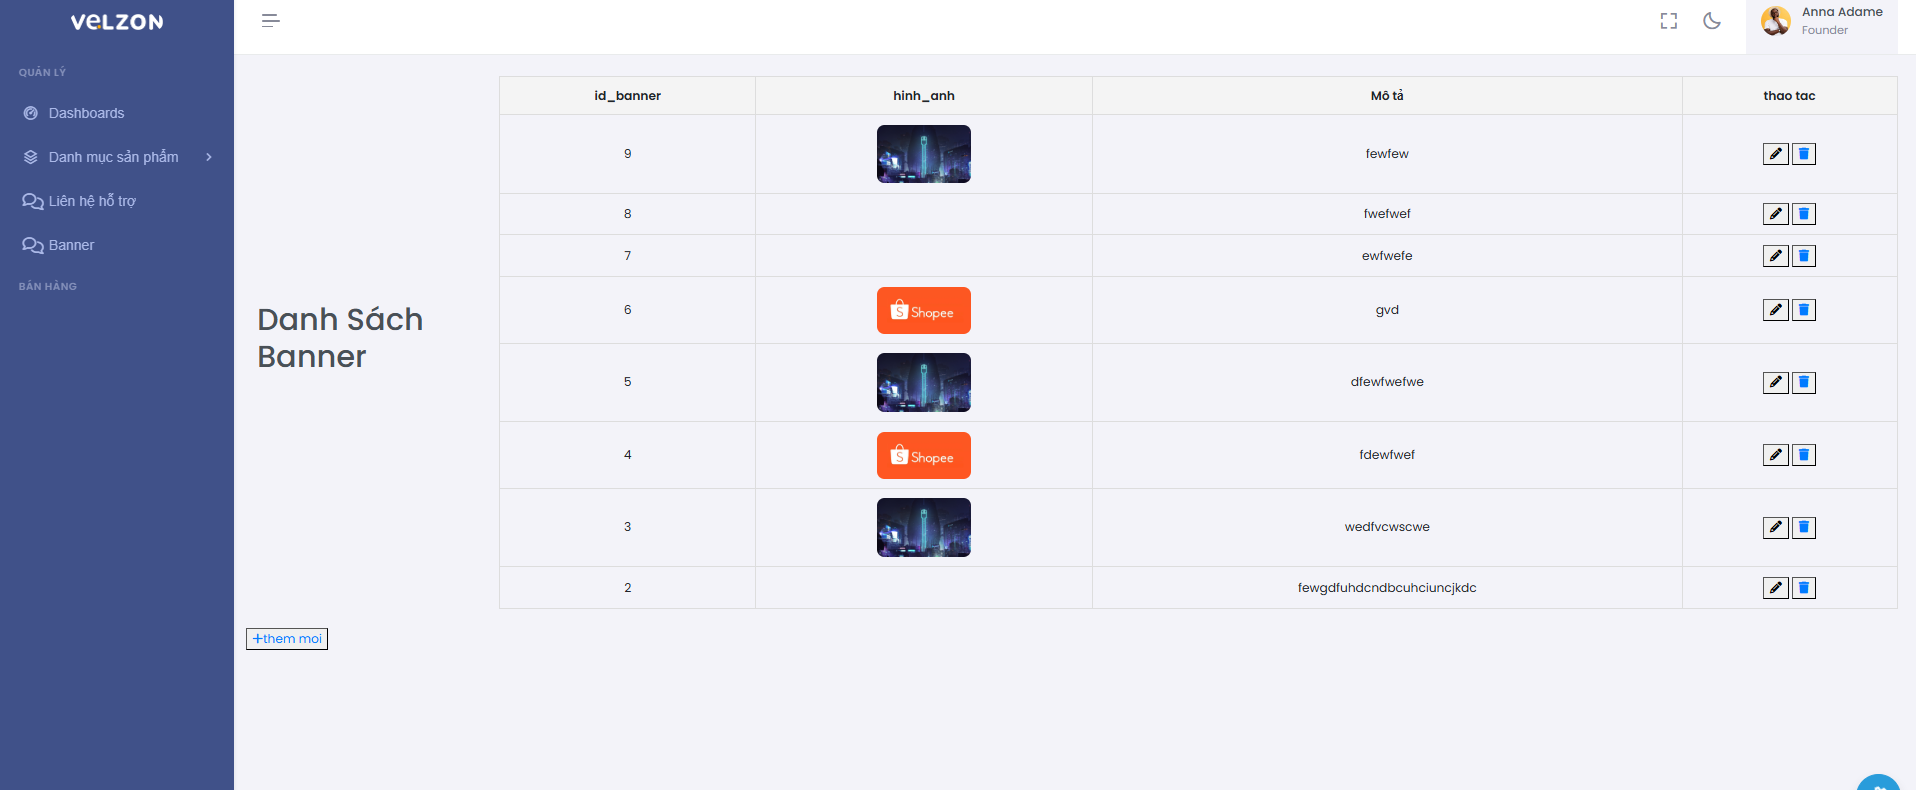 VELZON
Anna Adame
Founder
QUẢN LÝ
Dashboards
Danh mục sản phẩm
Liên hệ hỗ trợ
Banner
BÁN HÀNG
Danh Sách
Banner
id_banner hinh_anh Mô tả thao tac
9 fewfew
8 fwefwef
7 ewfwefe
6 Shopee gvd
5 dfewfwefwe
4 Shopee fdewfwef
3 wedfvcwscwe
2 fewgdfuhdcndbcuhciuncjkdc
+them moi